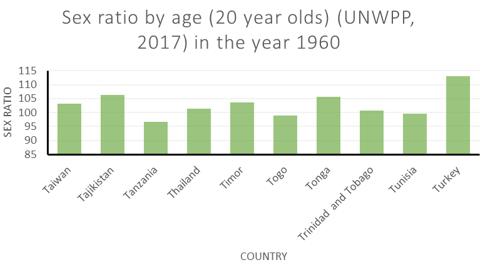 Sex ratio by age (20 year olds) (UNWPP,
2017) in the year 1960
115
110
105
100
95
90
85
SEX RATIO
Taiwan
Tajikistan
Tanzania
Thailand
Timor
Togo
Tonga
Trinidad and Tobago
Tunisia
Turkey
COUNTRY